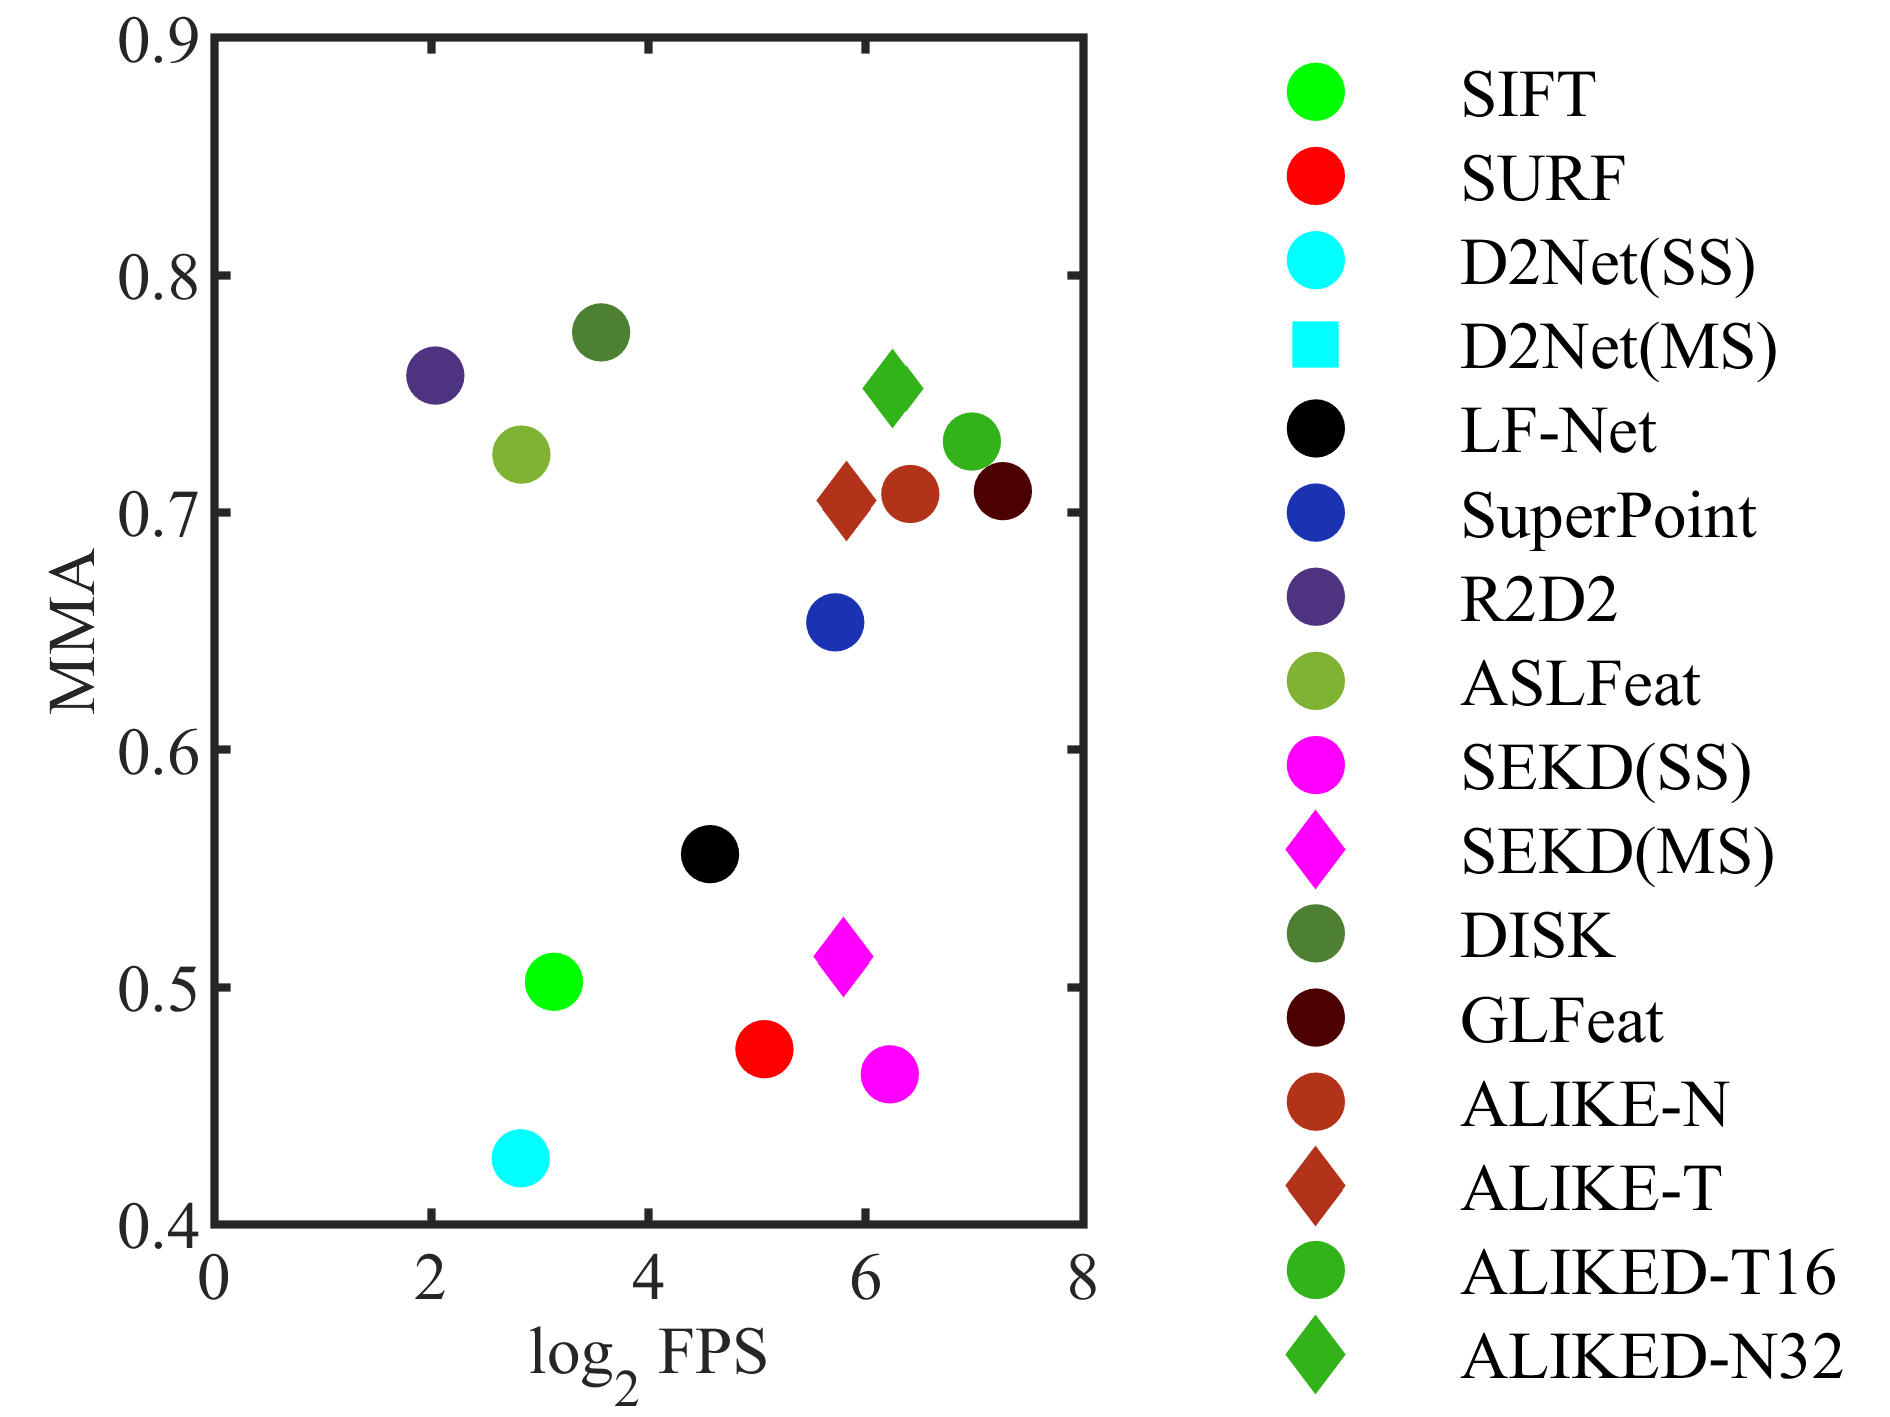 0.9
0.8
0.7
0.6
0.5
0.4
MMA
0 2 4 6 8
log2 FPS
SIFT
SURF
D2Net(SS)
D2Net(MS)
LF-Net
SuperPoint
R2D2
ASLFeat
SEKD(SS)
SEKD(MS)
DISK
GLFeat
ALIKE-N
ALIKE-T
ALIKED-T16
ALIKED-N32